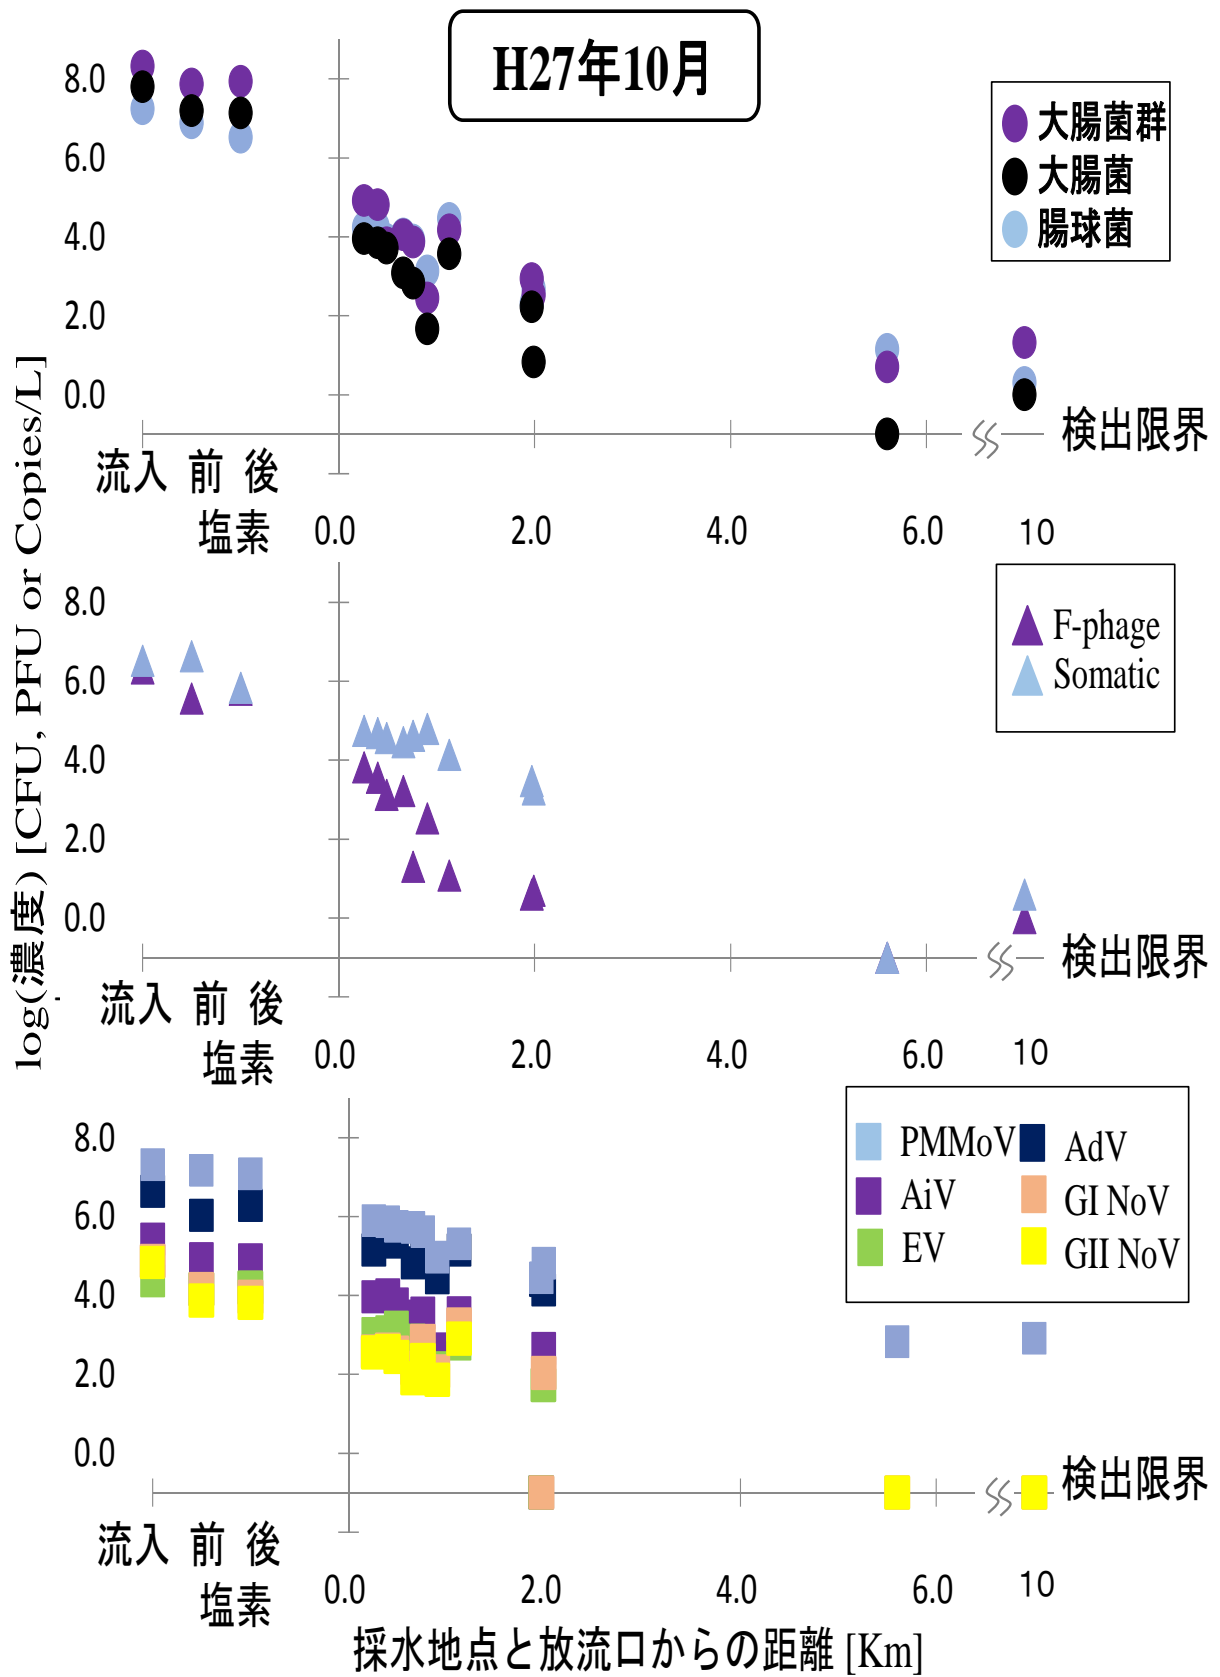 H27年10月
log(濃度) [CFU, PFU or Copies/L]
8.0
6.0
4.0
2.0
0.0
大腸菌群
大腸菌
腸球菌
検出限界
流入 前 後
塩素
0.0 2.0 4.0 6.0 10
8.0
6.0
4.0
2.0
0.0
F-phage
Somatic
検出限界
流入 前 後
塩素
0.0 2.0 4.0 6.0 10
8.0
6.0
4.0
2.0
0.0
PMMoV AdV
AiV GI NoV
EV GII NoV
検出限界
流入 前 後
塩素
0.0 2.0 4.0 6.0 10
採水地点と放流口からの距離 [Km]